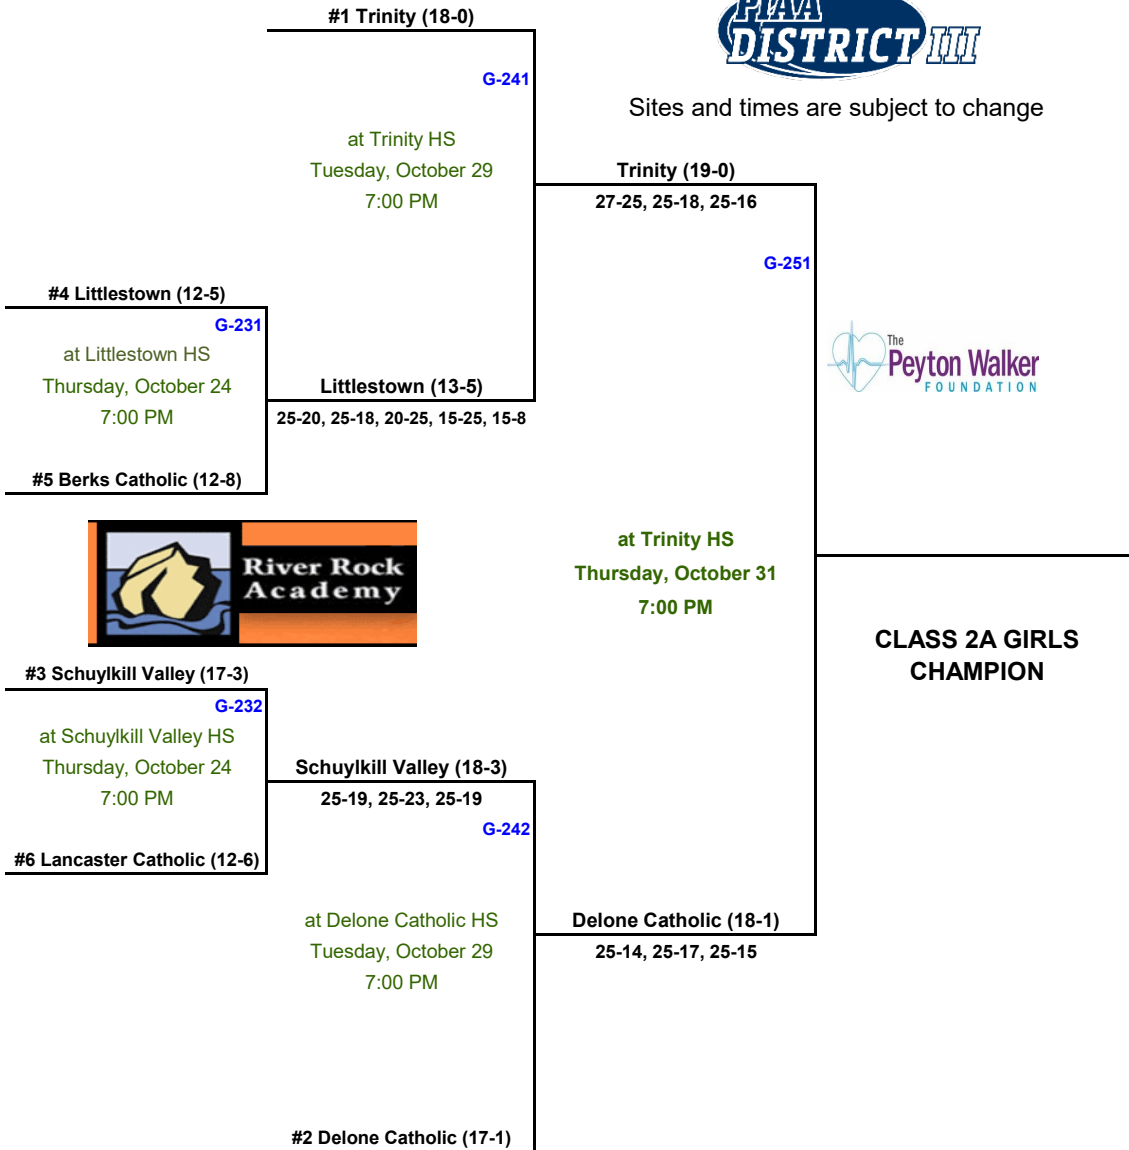 #1 Trinity (18-0)
PIAA
DISTRICT III
G-241
Sites and times are subject to change
at Trinity HS
Tuesday, October 29
7:00 PM
Trinity (19-0)
27-25, 25-18, 25-16
G-251
#4 Littlestown (12-5)
G-231
at Littlestown HS
Thursday, October 24
7:00 PM
Littlestown (13-5)
25-20, 25-18, 20-25, 15-25, 15-8
The
Peyton Walker
FOUNDATION
#5 Berks Catholic (12-8)
River Rock
Academy
at Trinity HS
Thursday, October 31
7:00 PM
CLASS 2A GIRLS
CHAMPION
#3 Schuylkill Valley (17-3)
G-232
at Schuylkill Valley HS
Thursday, October 24
7:00 PM
Schuylkill Valley (18-3)
25-19, 25-23, 25-19
G-242
#6 Lancaster Catholic (12-6)
at Delone Catholic HS
Tuesday, October 29
7:00 PM
Delone Catholic (18-1)
25-14, 25-17, 25-15
#2 Delone Catholic (17-1)